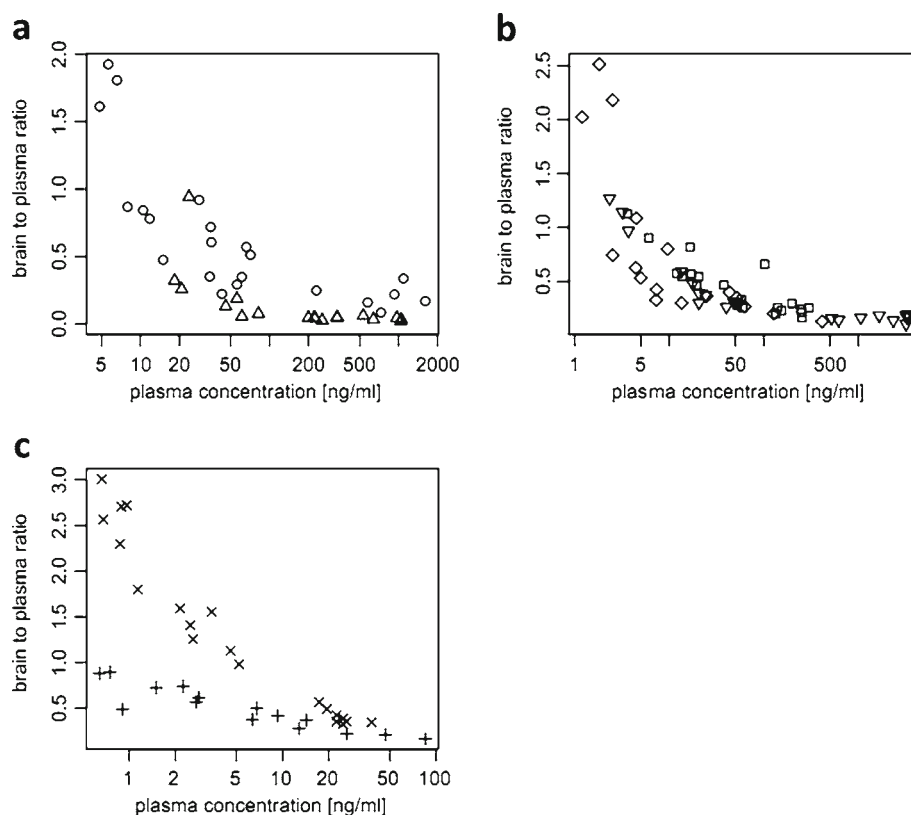 a
brain to plasma ratio
2.0
1.5
1.0
0.5
0.0
5 10 20 50 200 500 2000
plasma concentration [ng/ml]
b
brain to plasma ratio
2.5
2.0
1.5
1.0
0.5
1 5 50 500
plasma concentration [ng/ml]
c
brain to plasma ratio
3.0
2.5
2.0
1.5
1.0
0.5
1 2 5 10 20 50 100
plasma concentration [ng/ml]